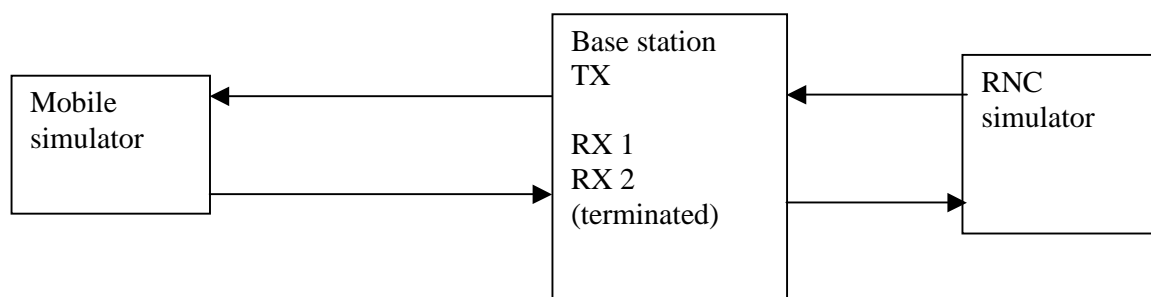 Mobile
simulator
Base station
TX
RX 1
RX 2
(terminated)
RNC
simulator